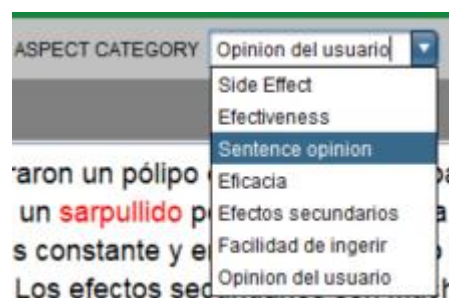 ASPECT CATEGORY Opinion del usuario
Side Effect
Efectiveness
Sentence opinion
Eficacia
Efectos secundarios
Facilidad de ingerir
Opinion del usuario
raron un pólipo
un sarpullido p
s constante y e
Los efectos sec